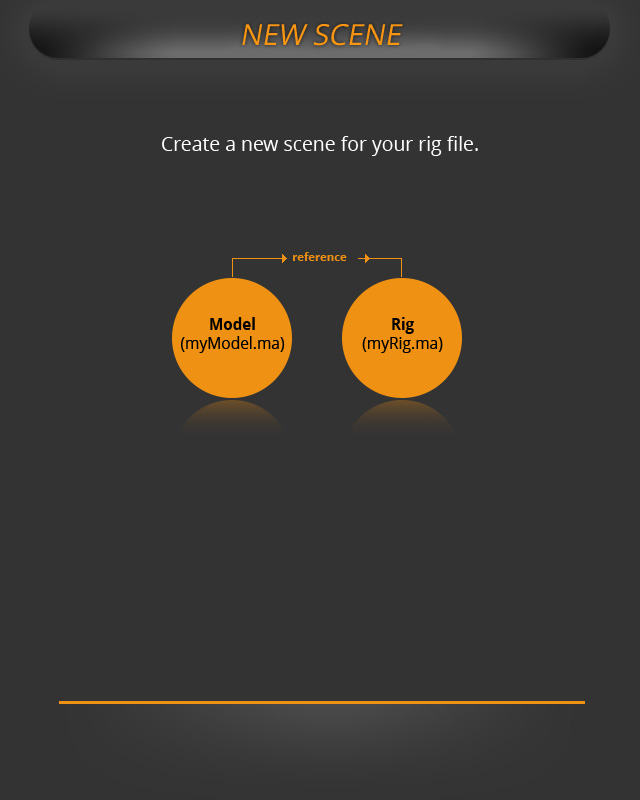 NEW SCENE
Create a new scene for your rig file.
reference
Model
(myModel.ma)
Rig
(myRig.ma)